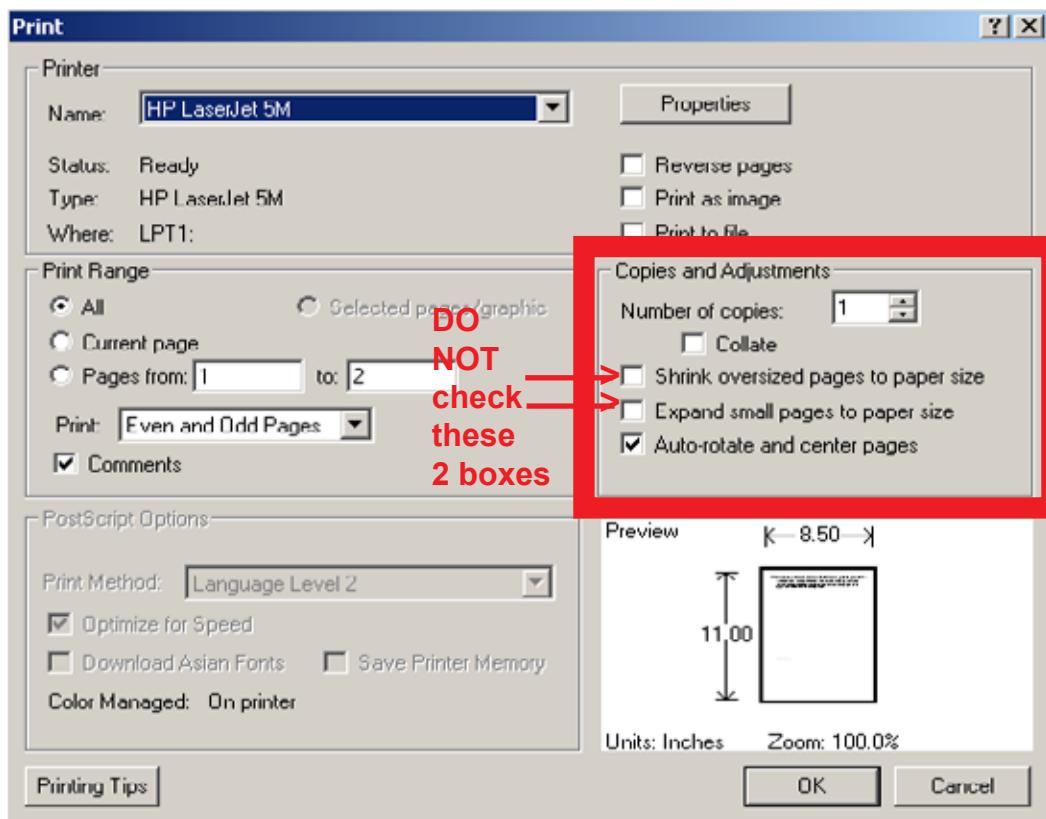 Print
Printer
Name: HP LaserJet 5M
Properties
Status: Ready
Reverse pages
Type: HP LaserJet 5M
Print as image
Where: LPT1:
Print to file
Print Range
All
Selected pages/graphic
Current page
Pages from: 1 to: 2
Print: Even and Odd Pages
Comments
DO
NOT
check
these
2 boxes
Copies and Adjustments
Number of copies: 1
Collate
Shrink oversized pages to paper size
Expand small pages to paper size
Auto-rotate and center pages
PostScript Options
Print Method: Language Level 2
Optimize for Speed
Download Asian Fonts Save Printer Memory
Color Managed: On printer
Preview
8.50
11.00
Units: Inches Zoom: 100.0%
Printing Tips
OK
Cancel